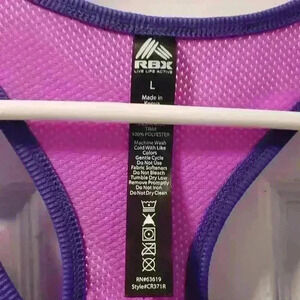 RBX
LIVE LIFE ACTIVE
L
Made in
TRIM
100% POLYESTER
Machine Wash
Cold With Like
Colors
Gentle Cycle
Do Not Use
Fabric Softeners
Do Not Bleach
Tumble Dry Low
Remove Promptly
Do Not Iron
Do Not Dry Clean
RN#63619
Style#CR371R